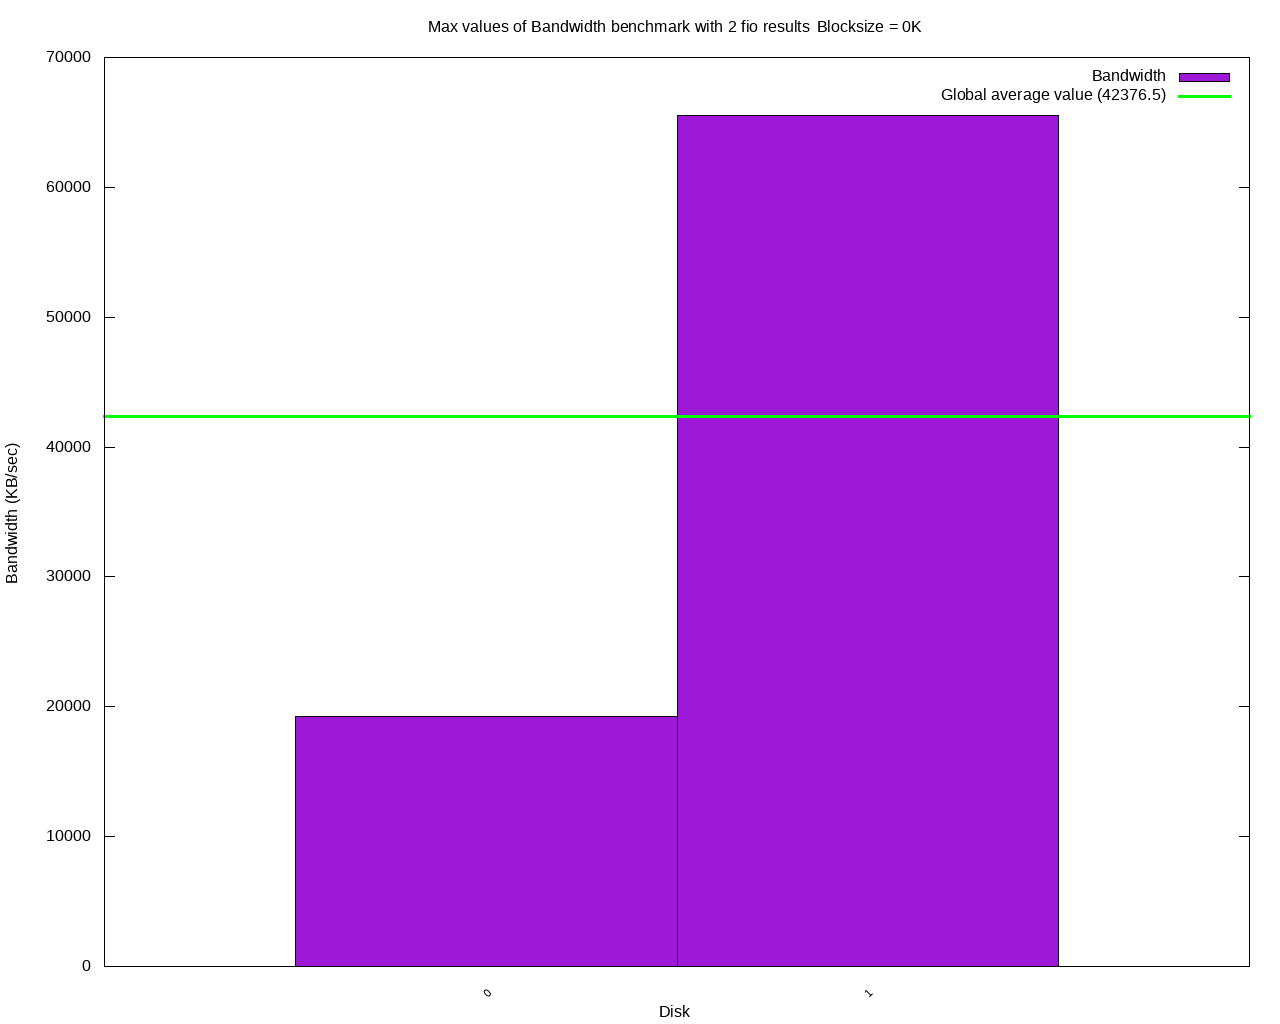 Max values of Bandwidth benchmark with 2 fio results Blocksize = 0K
Bandwidth
Global average value (42376.5)
70000
60000
50000
40000
30000
20000
10000
0
Bandwidth (KB/sec)
0
1
Disk